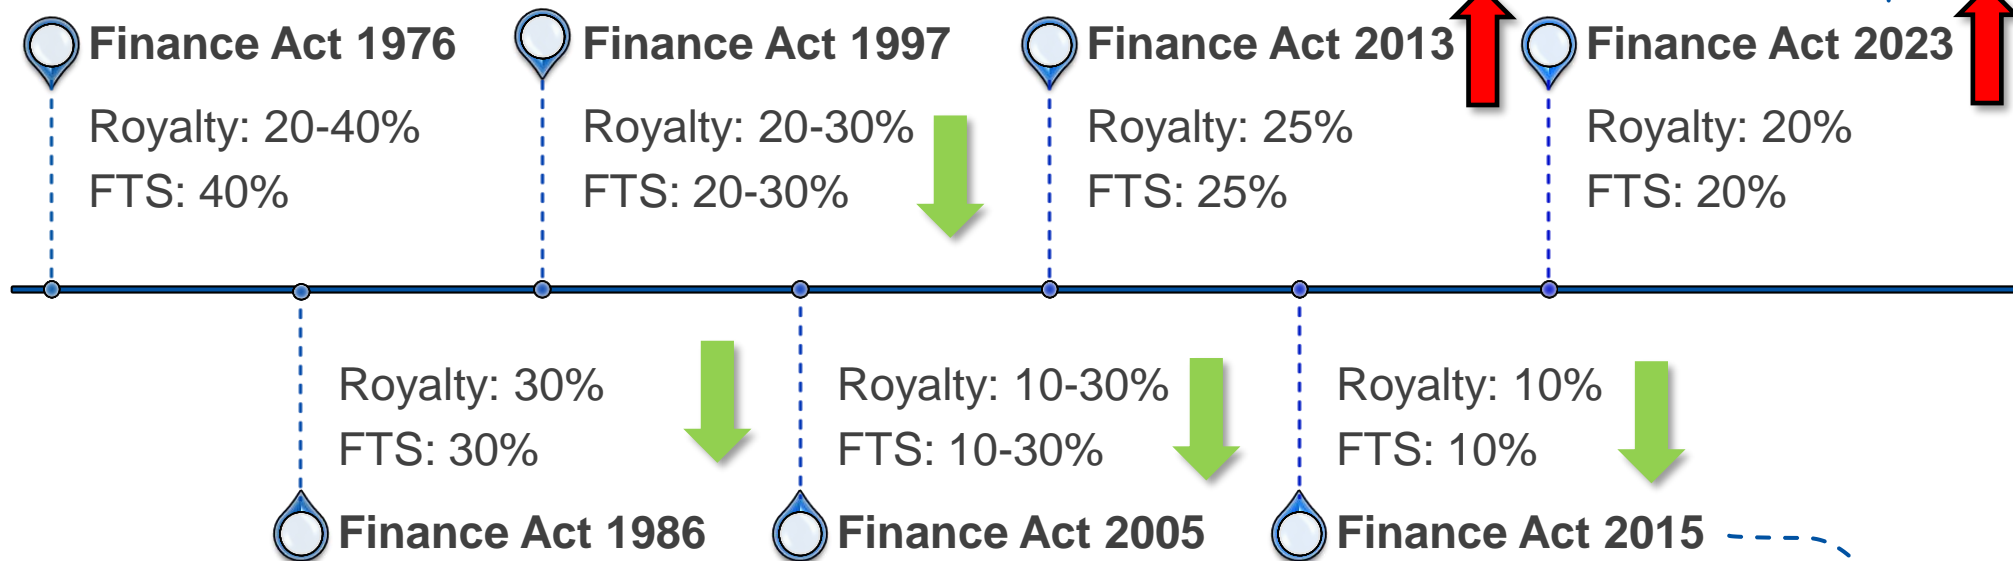 Finance Act 1976
Royalty: 20-40%
FTS: 40%
Finance Act 1997
Royalty: 20-30%
FTS: 20-30%
Finance Act 2013
Royalty: 25%
FTS: 25%
Finance Act 2023
Royalty: 20%
FTS: 20%
Royalty: 30%
FTS: 30%
Finance Act 1986
Royalty: 10-30%
FTS: 10-30%
Finance Act 2005
Royalty: 10%
FTS: 10%
Finance Act 2015